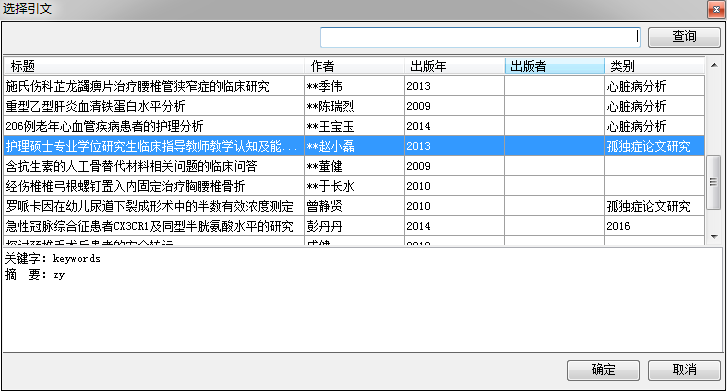 选择引文
查询
标题 作者 出版年 出版者 类别
施氏伤科芷龙蠲痹片治疗腰椎管狭窄症的临床研究 **季伟 2013 心脏病分析
重型乙型肝炎血清铁蛋白水平分析 **陈瑞烈 2009 心脏病分析
206例老年心血管疾病患者的护理分析 **王宝玉 2014 心脏病分析
护理硕士专业学位研究生临床指导教师教学认知及能... **赵小磊 2013 孤独症论文研究
含抗生素的人工骨替代材料相关问题的临床问答 **董健 2009
经伤椎椎弓根螺钉置入内固定治疗胸腰椎骨折 **于长水 2010
罗哌卡因在幼儿尿道下裂成形术中的半数有效浓度测定 曾静贤 2010 孤独症论文研究
急性冠脉综合征患者CX3CR1及同型半胱氨酸水平的研究 彭丹丹 2014 2016
关键字: keywords
摘 要: zy
确定 取消